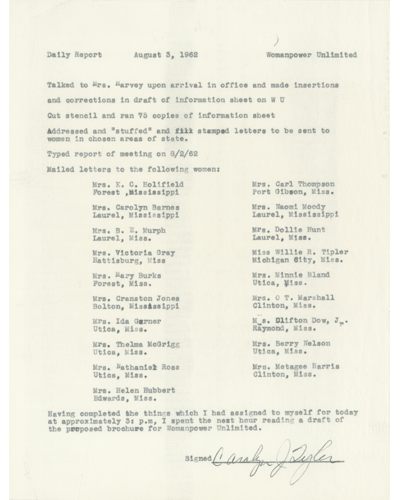 Daily Report August 3, 1962 Womanpower Unlimited
Talked to Mrs. Harvey upon arrival in office and made insertions
and corrections in draft of information sheet on W U
Cut stencil and ran 75 copies of information sheet
Addressed and "stuffed" and stamped letters to be sent to
women in chosen areas of state.
Typed report of meeting on 8/2/62
Mailed letters to the following women:
Mrs. N. C. Holifield Mrs. Carl Thompson
Forest ,Mississippi Port Gibson, Miss.
Mrs. Carolyn Barnes Mrs. Naomi Moody
Laurel, Mississippi Laurel, Mississippi
Mrs. B. E. Murph Mrs. Dollie Hunt
Laurel, Miss. Laurel, Miss.
Mrs. Victoria Gray Miss Willie R. Tipler
Hattisburg, Miss Michigan City, Miss.
Mrs. Mary Burks Mrs. Minnie Bland
Forest, Miss. Utica, Miss.
Mrs. Cranston Jones Mrs. O T. Marshall
Bolton, Mississippi Clinton, Miss.
Mrs. Ida Garner Mrs. Clifton Dow, Jr.
Utica, Miss. Raymond, Miss.
Mrs. Thelma McGrigg Mrs. Berry Nelson
Utica, Miss. Utica, Miss.
Mrs. Nathaniel Ross Mrs. Metagee Harris
Utica, Miss. Clinton, Miss.
Mrs. Helen Hubbert
Edwards, Miss.
Having completed the things which I had assigned to myself for today
at approximately 3: p.m, I spent the next hour reading a draft of
the proposed brochure for Womanpower Unlimited.
Signed Carolyn J Tyler